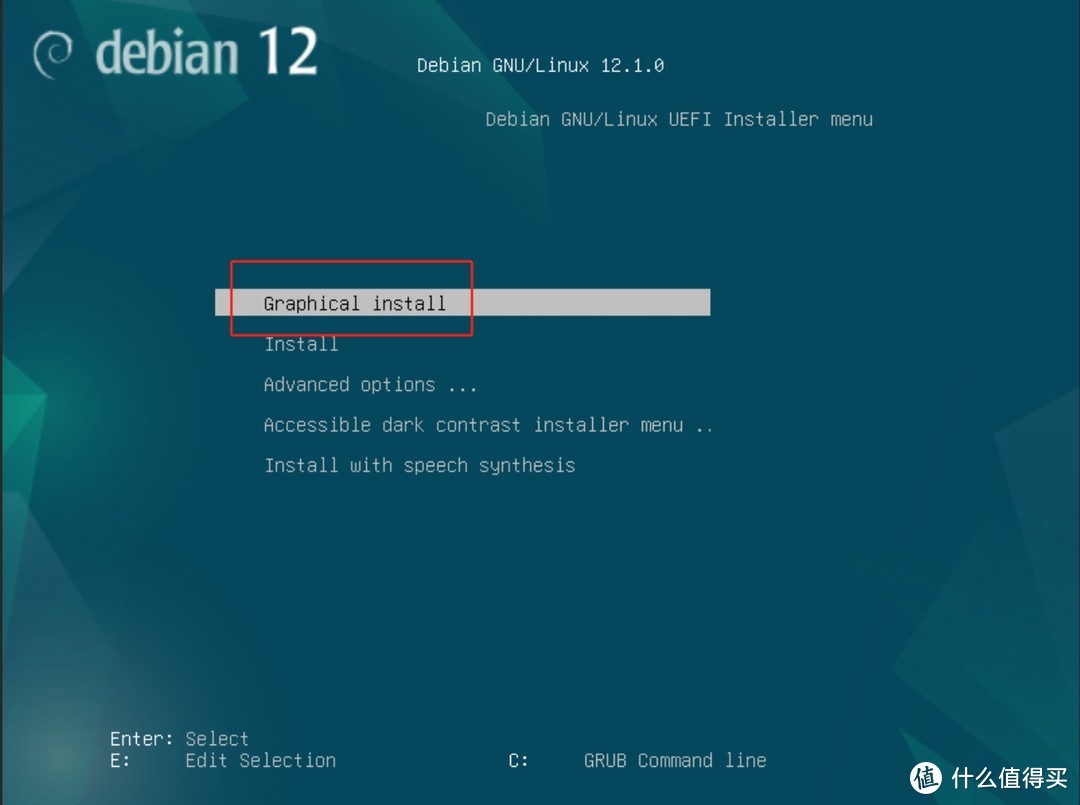 debian 12
Debian GNU/Linux 12.1.0
Debian GNU/Linux UEFI Installer menu
Graphical install
Install
Advanced options ...
Accessible dark contrast installer menu ..
Install with speech synthesis
Enter: Select
E: Edit Selection C: GRUB Command line
值 什么值得买